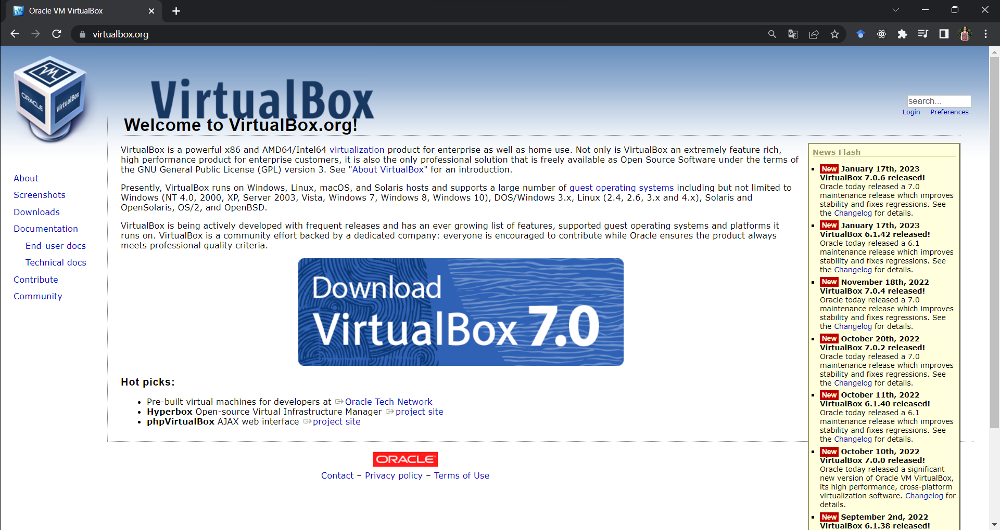 Oracle VM VirtualBox
virtualbox.org
ORACLE
VirtualBox
VirtualBox
search...
Login Preferences
Welcome to VirtualBox.org!
About
Screenshots
Downloads
Documentation
End-user docs
Technical docs
Contribute
Community
VirtualBox is a powerful x86 and AMD64/Intel64 virtualization product for enterprise as well as home use. Not only is VirtualBox an extremely feature rich,
high performance product for enterprise customers, it is also the only professional solution that is freely available as Open Source Software under the terms of
the GNU General Public License (GPL) version 3. See "About VirtualBox" for an introduction.
Presently, VirtualBox runs on Windows, Linux, macOS, and Solaris hosts and supports a large number of guest operating systems including but not limited to
Windows (NT 4.0, 2000, XP, Server 2003, Vista, Windows 7, Windows 8, Windows 10), DOS/Windows 3.x, Linux (2.4, 2.6, 3.x and 4.x), Solaris and
OpenSolaris, OS/2, and OpenBSD.
VirtualBox is being actively developed with frequent releases and has an ever growing list of features, supported guest operating systems and platforms it
runs on. VirtualBox is a community effort backed by a dedicated company: everyone is encouraged to contribute while Oracle ensures the product always
meets professional quality criteria.
Download
VirtualBox 7.0
Hot picks:
• Pre-built virtual machines for developers at Oracle Tech Network
• Hyperbox Open-source Virtual Infrastructure Manager project site
• phpVirtualBox AJAX web interface project site
News Flash
New January 17th, 2023
VirtualBox 7.0.6 released!
Oracle today released a 7.0
maintenance release which improves
stability and fixes regressions. See
the Changelog for details.
New January 17th, 2023
VirtualBox 6.1.42 released!
Oracle today released a 6.1
maintenance release which improves
stability and fixes regressions. See
the Changelog for details.
New November 18th, 2022
VirtualBox 7.0.4 released!
Oracle today released a 7.0
maintenance release which improves
stability and fixes regressions. See
the Changelog for details.
New October 20th, 2022
VirtualBox 7.0.2 released!
Oracle today released a 7.0
maintenance release which improves
stability and fixes regressions. See
the Changelog for details.
New October 11th, 2022
VirtualBox 6.1.40 released!
Oracle today released a 6.1
maintenance release which improves
stability and fixes regressions. See
the Changelog for details.
New October 10th, 2022
VirtualBox 7.0.0 released!
Oracle today released a significant
new version of Oracle VM VirtualBox,
its high performance, cross-platform
virtualization software. Changelog for
details.
New September 2nd, 2022
VirtualBox 6.1.38 released!
ORACLE
Contact – Privacy policy – Terms of Use